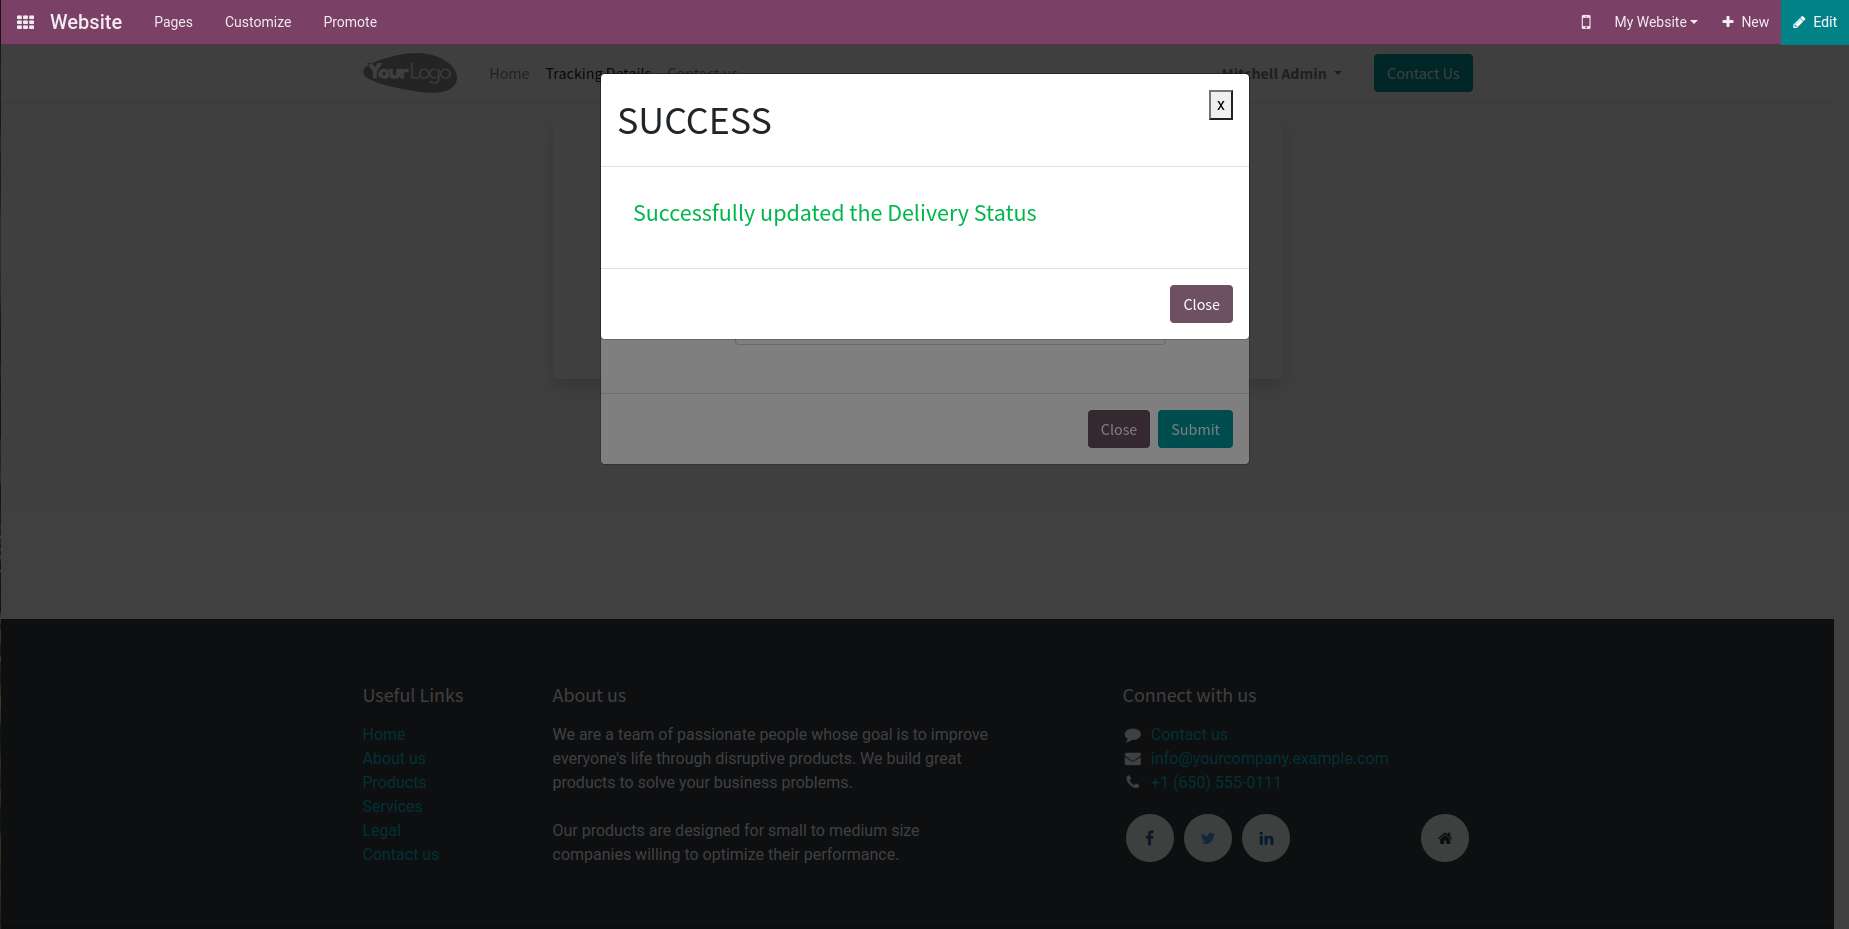 Website Pages Customize Promote My Website New Edit
YourLogo Home Tracking Details Contact us Mitchell Admin Contact Us
SUCCESS
x
Successfully updated the Delivery Status
Close
Close Submit
Useful Links
Home
About us
Products
Services
Legal
Contact us
About us
We are a team of passionate people whose goal is to improve
everyone's life through disruptive products. We build great
products to solve your business problems.
Our products are designed for small to medium size
companies willing to optimize their performance.
Connect with us
Contact us
info@yourcompany.example.com
+1 (650) 555-0111